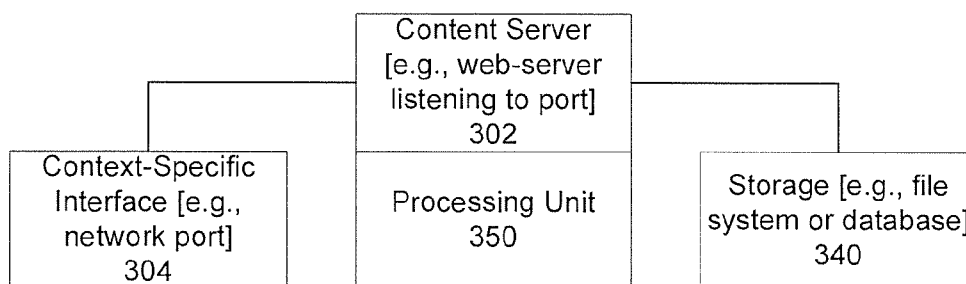 Content Server
[e.g., web-server
listening to port]
302
Context-Specific
Interface [e.g.,
network port]
304
Processing Unit
350
Storage [e.g., file
system or database]
340